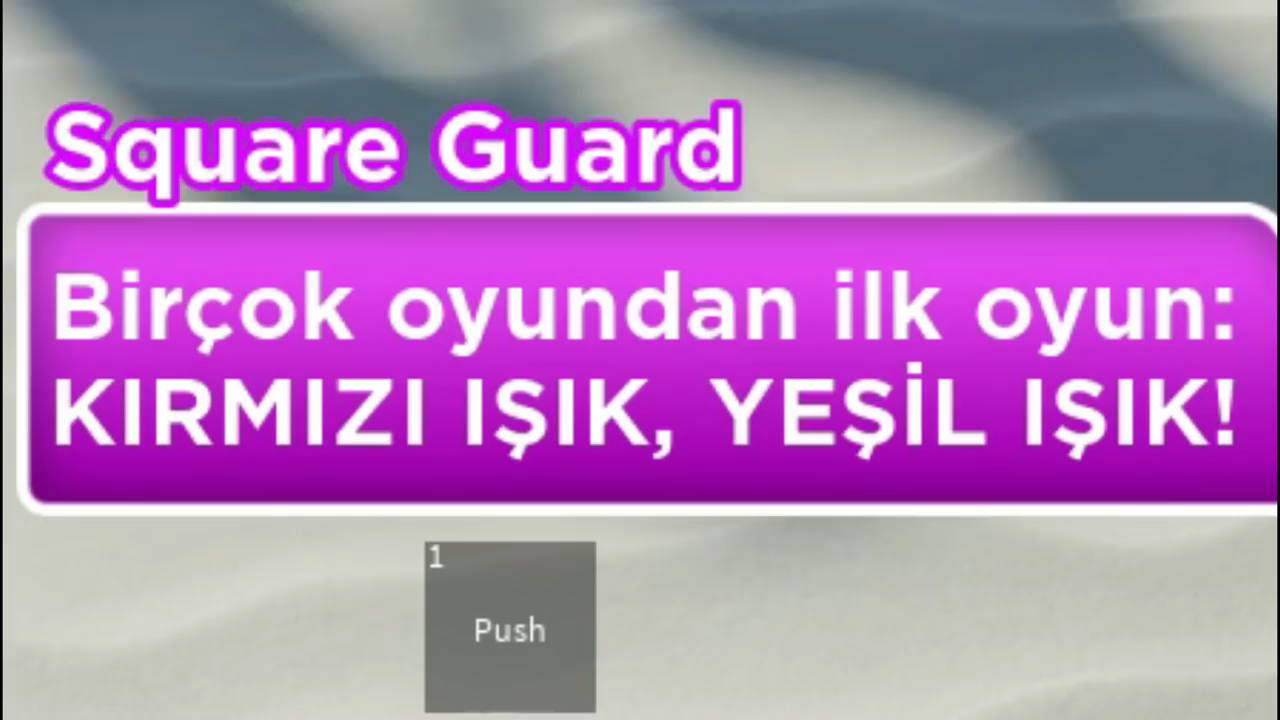 Square Guard
Birçok oyundan ilk oyun:
KIRMIZI IŞIK, YEŞİL IŞIK!
1
Push